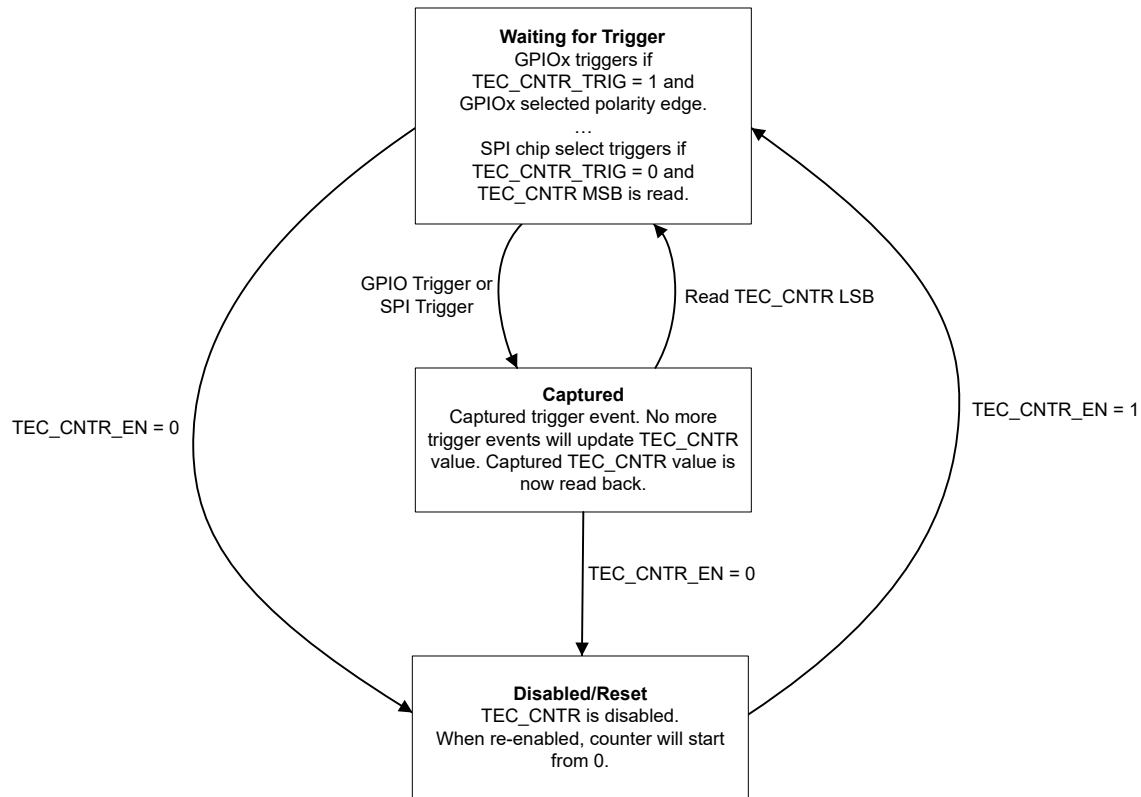 Waiting for Trigger
GPIOx triggers if
TEC_CNTR_TRIG = 1 and
GPIOx selected polarity edge.
…
SPI chip select triggers if
TEC_CNTR_TRIG = 0 and
TEC_CNTR MSB is read.
GPIO Trigger or
SPI Trigger
Read TEC_CNTR LSB
Captured
Captured trigger event. No more
trigger events will update TEC_CNTR
value. Captured TEC_CNTR value is
now read back.
TEC_CNTR_EN = 0
TEC_CNTR_EN = 1
TEC_CNTR_EN = 0
Disabled/Reset
TEC_CNTR is disabled.
When re-enabled, counter will start
from 0.